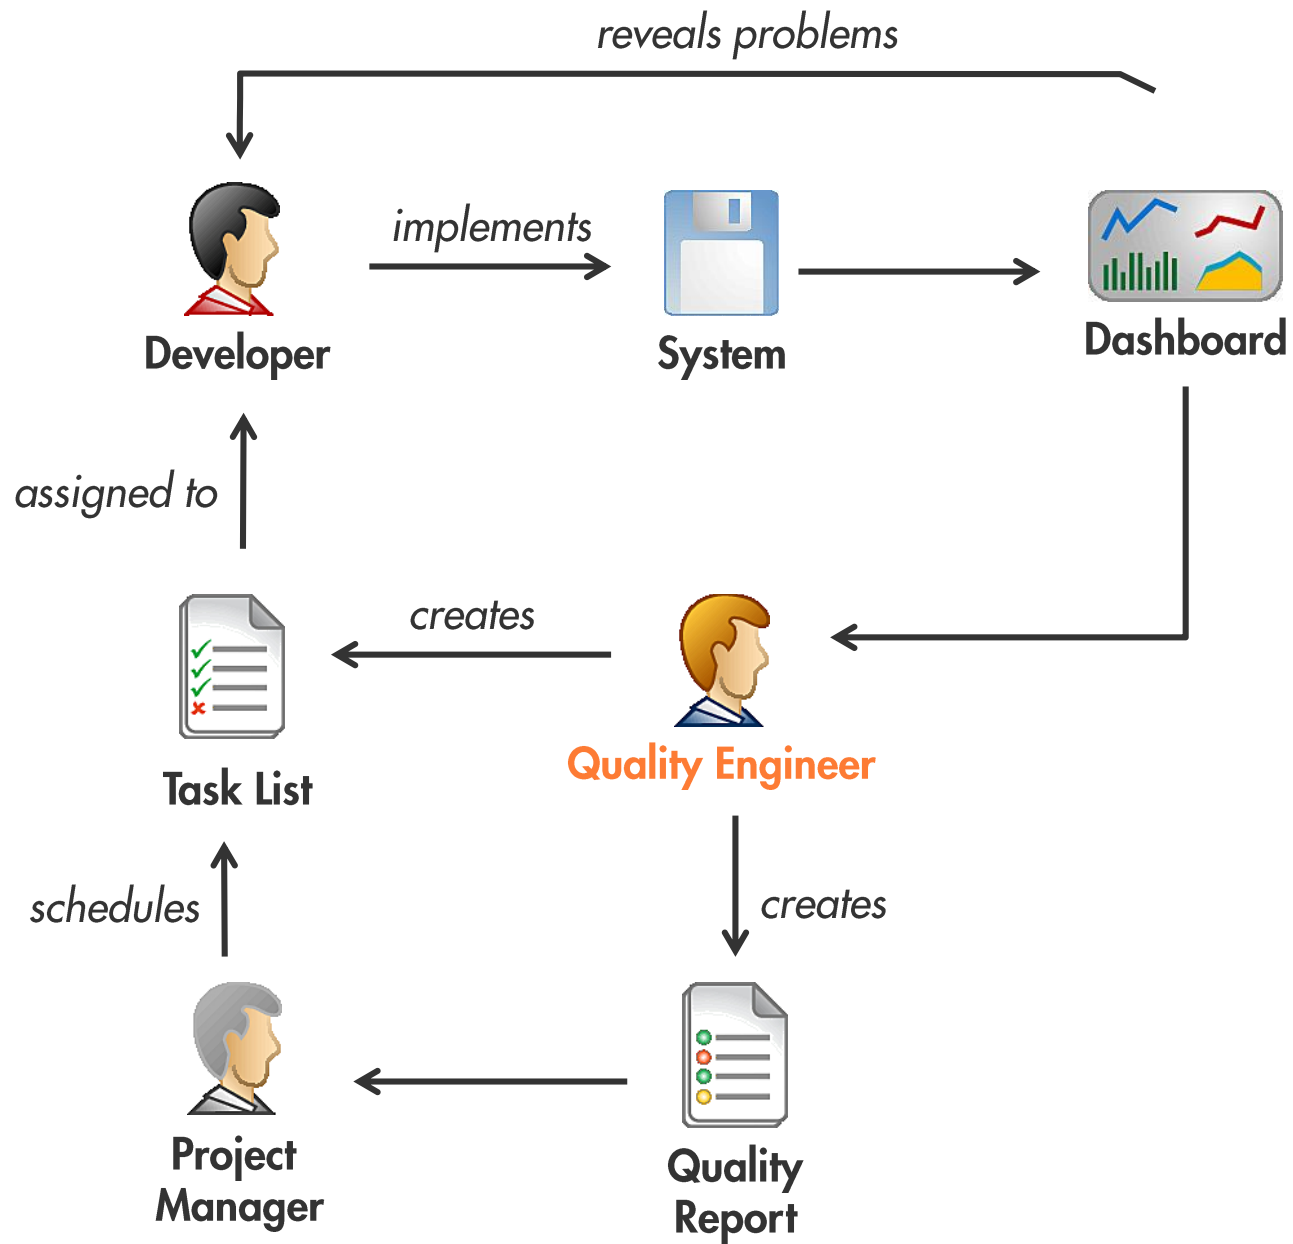 reveals problems
implements
Developer
System
Dashboard
assigned to
creates
Task List
Quality Engineer
schedules
creates
Project
Manager
Quality
Report